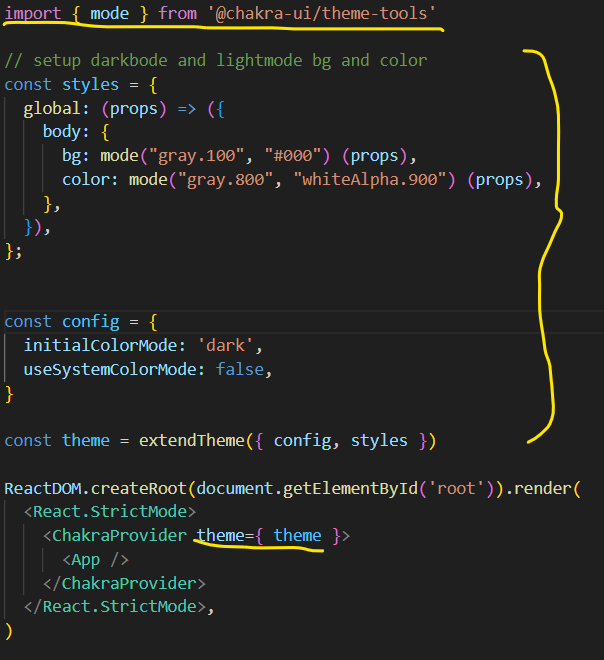 import { mode } from '@chakra-ui/theme-tools'
// setup darkbode and lightmode bg and color
const styles = {
  global: (props) => ({
    body: {
      bg: mode("gray.100", "#000") (props),
      color: mode("gray.800", "whiteAlpha.900") (props),
    },
  }),
};
const config = {
  initialColorMode: 'dark',
  useSystemColorMode: false,
}
const theme = extendTheme({ config, styles })
ReactDOM.createRoot(document.getElementById('root')).render(
  <React.StrictMode>
    <ChakraProvider theme={ theme }>
      <App />
    </ChakraProvider>
  </React.StrictMode>,
)